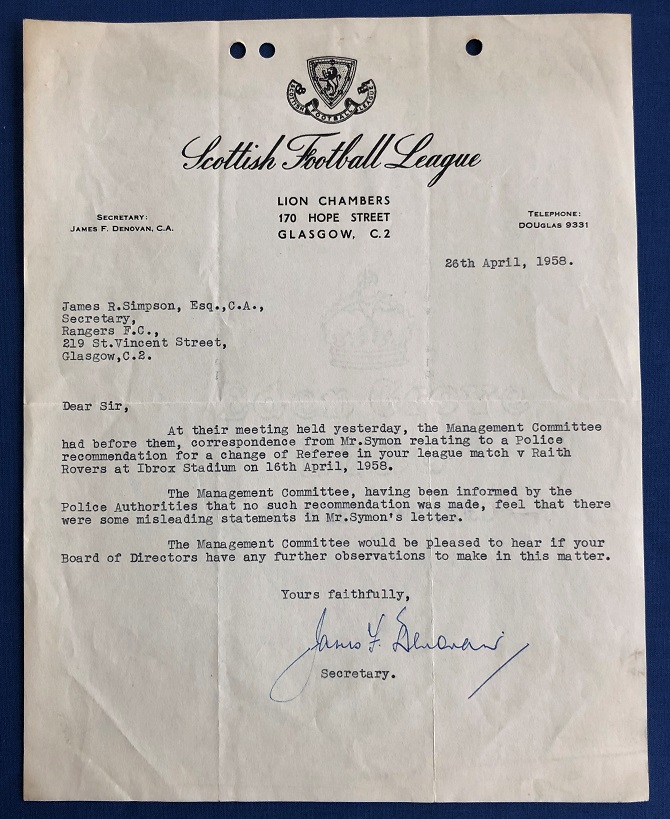 SCOTTISH FOOTBALL LEAGUE
Scottish Football League
LION CHAMBERS
170 HOPE STREET
GLASGOW, C.2
SECRETARY:
JAMES F. DENOVAN, C.A.
TELEPHONE:
DOUGLAS 9331
26th April, 1958.
James R.Simpson, Esq.,C.A.,
Secretary,
Rangers F.C.,
219 St.Vincent Street,
Glasgow,C.2.
Dear Sir,
At their meeting held yesterday, the Management Committee
had before them, correspondence from Mr.Symon relating to a Police
recommendation for a change of Referee in your league match v Raith
Rovers at Ibrox Stadium on 16th April, 1958.
The Management Committee, having been informed by the
Police Authorities that no such recommendation was made, feel that there
were some misleading statements in Mr.Symon's letter.
The Management Committee would be pleased to hear if your
Board of Directors have any further observations to make in this matter.
Yours faithfully,
James F. Denovan
Secretary.